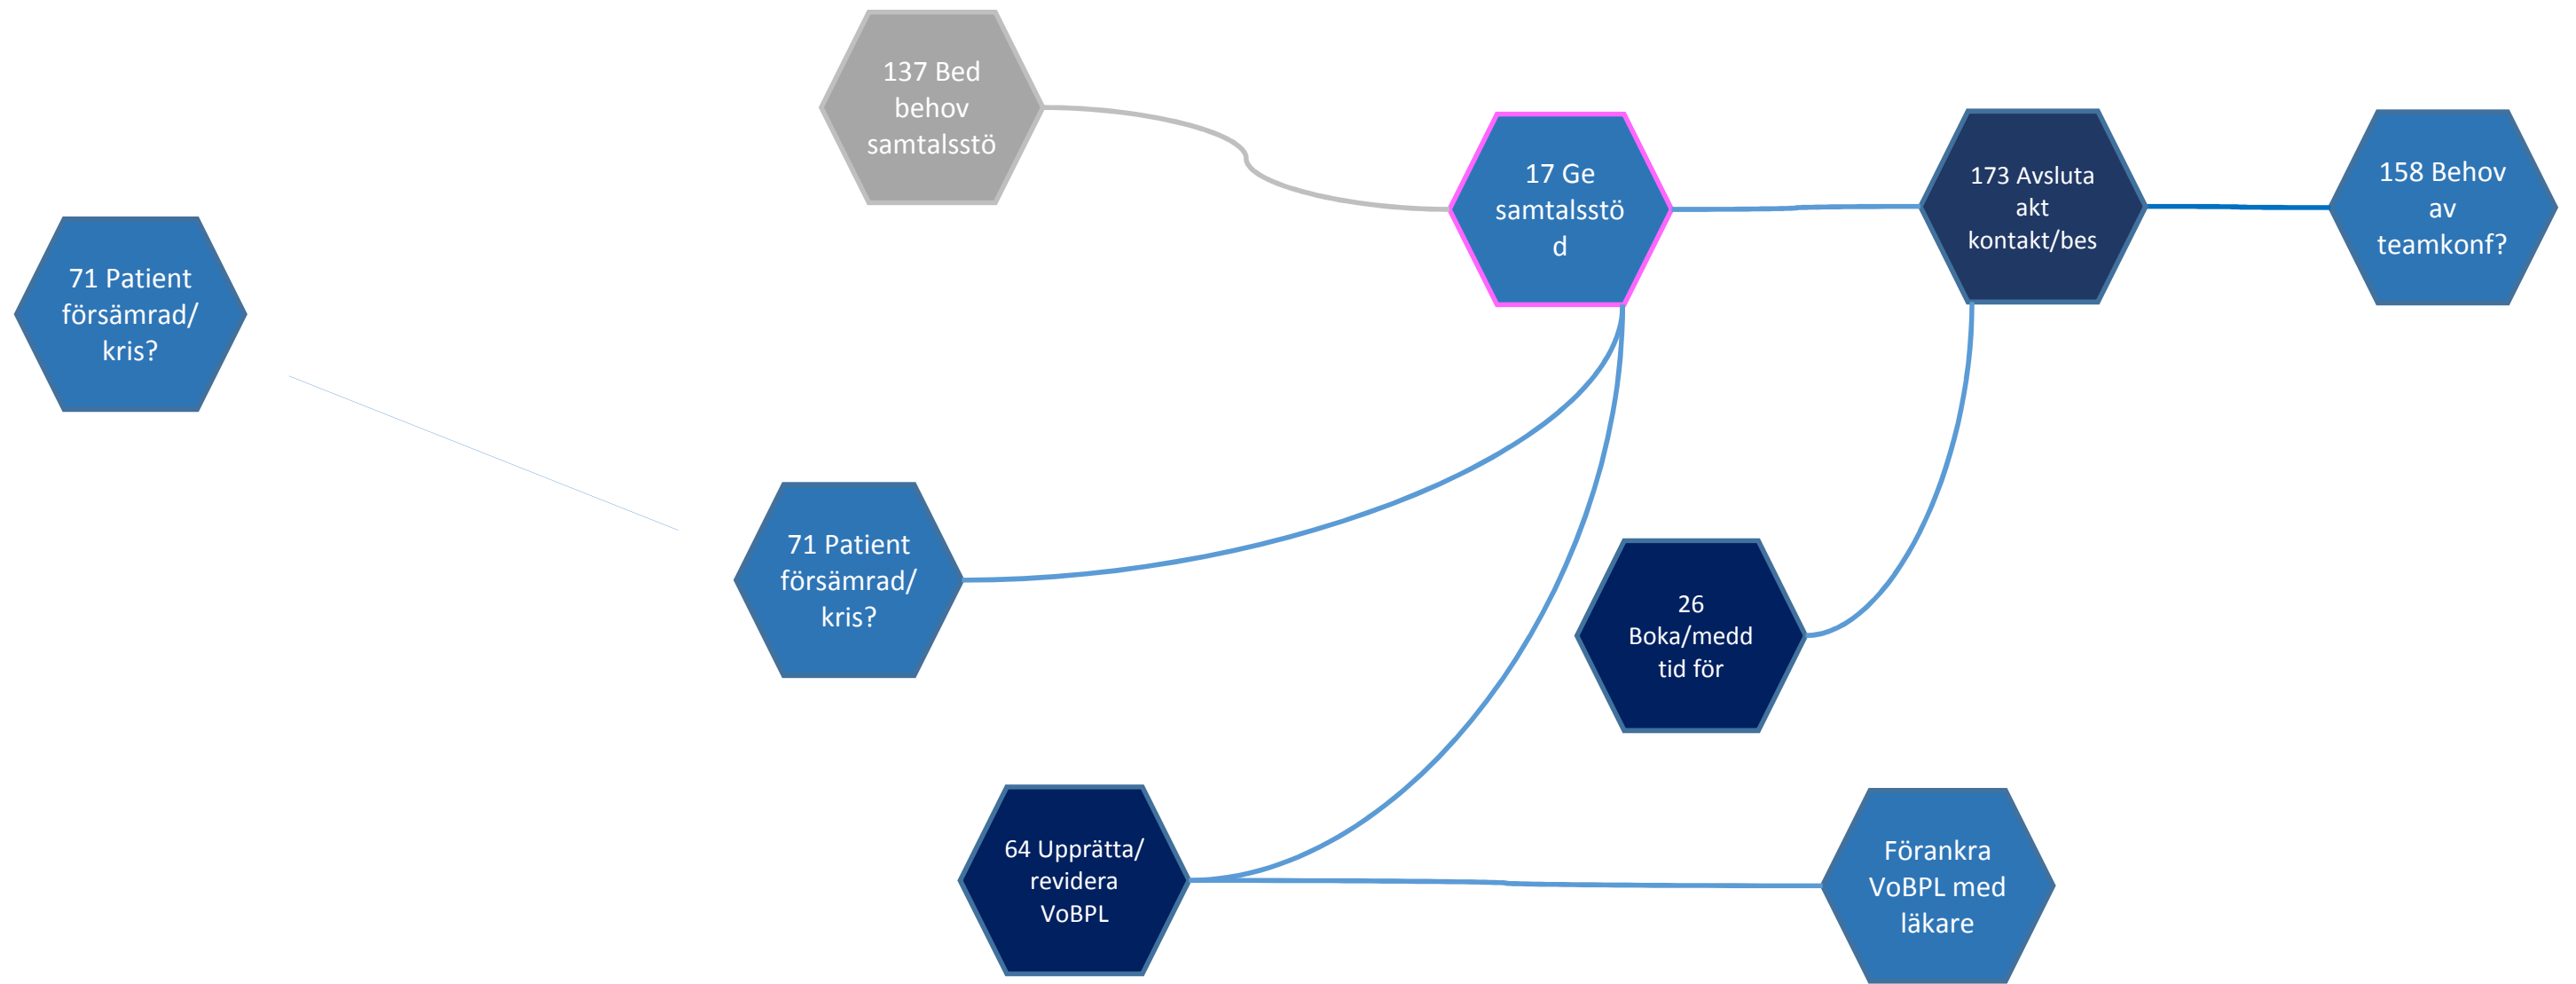 137 Bed
behov
samtalsstö
17 Ge
samtalsstö
d
173 Avsluta
akt
kontakt/bes
158 Behov
av
teamkonf?
71 Patient
försämrad/
kris?
71 Patient
försämrad/
kris?
26
Boka/medd
tid för
64 Upprätta/
revidera
VoBPL
Förankra
VoBPL med
läkare